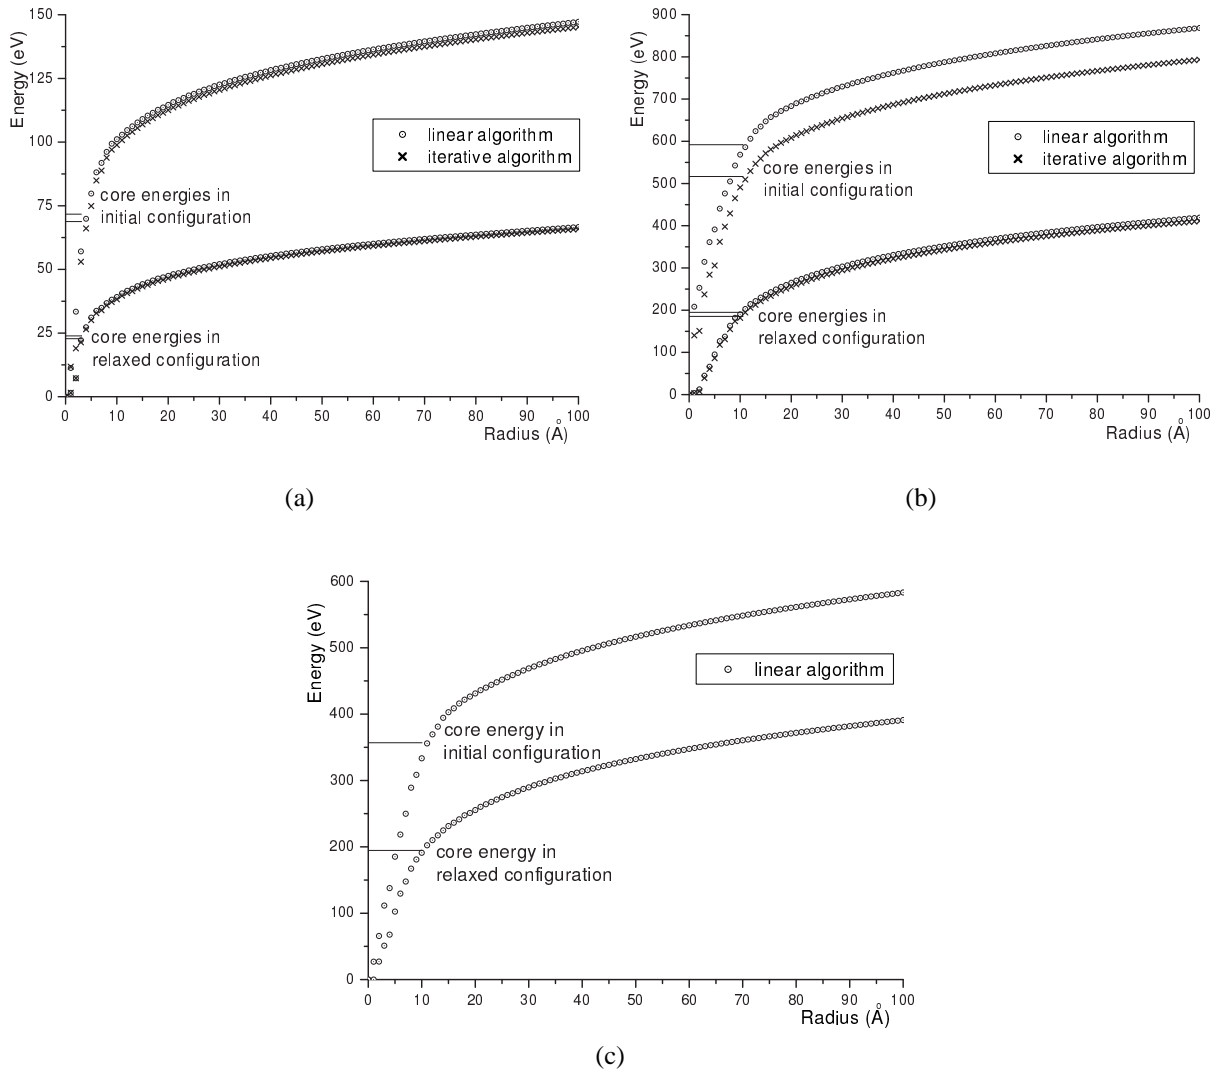 150
125
100
75
50
25
0
Energy (eV)
linear algorithm
iterative algorithm
core energies in
initial configuration
core energies in
relaxed configuration
0 10 20 30 40 50 60 70 80 90 100
Radius (Å)
(a)
900
800
700
600
500
400
300
200
100
0
Energy (eV)
linear algorithm
iterative algorithm
core energies in
initial configuration
core energies in
relaxed configuration
0 10 20 30 40 50 60 70 80 90 100
Radius (Å)
(b)
600
500
400
300
200
100
0
Energy (eV)
linear algorithm
core energy in
initial configuration
core energy in
relaxed configuration
0 10 20 30 40 50 60 70 80 90 100
Radius (Å)
(c)